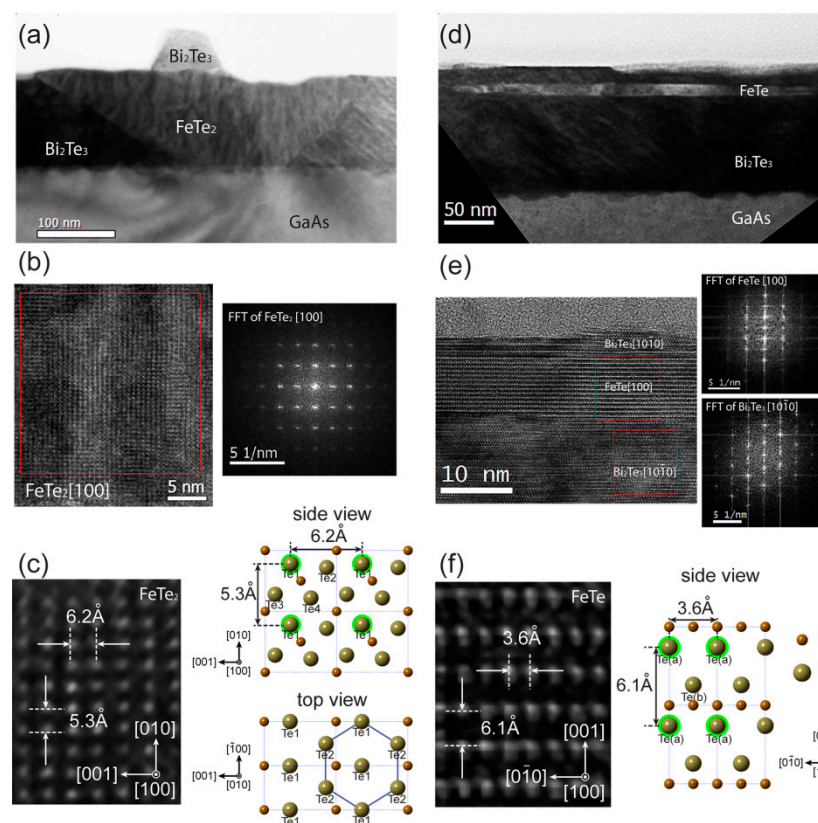 (a)
Bi₂Te₃
FeTe₂
Bi₂Te₃
GaAs
100 nm
(d)
FeTe
Bi₂Te₃
GaAs
50 nm
(b)
FeTe₂[100]
5 nm
FFT of FeTe₂ [100]
5 1/nm
(e)
Bi₂Te₃[10ī0]
FeTe[100]
Bi₂Te₃[10ī0]
10 nm
FFT of FeTe [100]
5 1/nm
FFT of Bi₂Te₃ [10ī0]
5 1/nm
(c)
FeTe₂
6.2Å
5.3Å
[010]
[001]
[100]
side view
6.2Å
5.3Å
Te1
Te1
Te2
Te3
Te4
Te1
Te1
[010]
[001]
[100]
top view
Te1
Te1
Te2
Te2
Te1
Te1
Te1
Te2
Te2
Te1
Te1
[ī00]
[001]
[010]
(f)
FeTe
3.6Å
6.1Å
[001]
[0ī0]
[100]
side view
3.6Å
6.1Å
Te(a)
Te(a)
Te(b)
Te(a)
Te(a)
[0ī0]